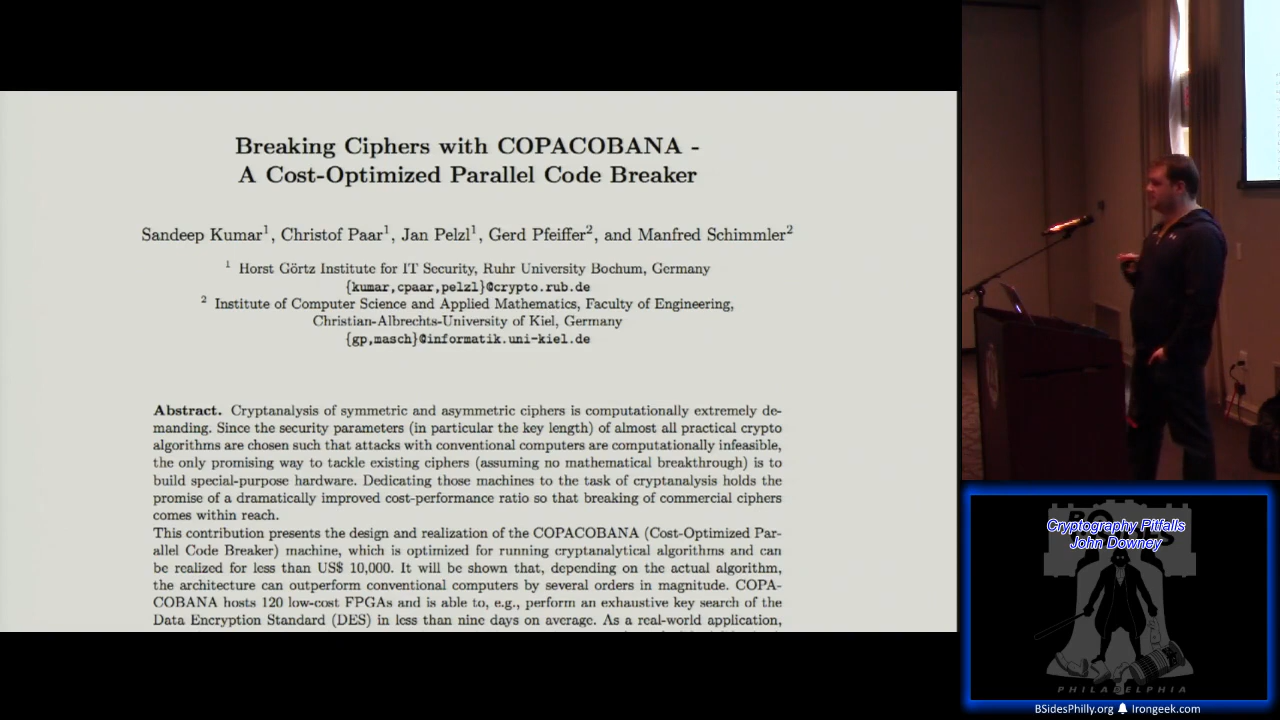 Breaking Ciphers with COPACOBANA -
A Cost-Optimized Parallel Code Breaker
Sandeep Kumar1, Christof Paar1, Jan Pelzl1, Gerd Pfeiffer2, and Manfred Schimmler2
1 Horst Görtz Institute for IT Security, Ruhr University Bochum, Germany
{kumar,cpaar,pelzl}@crypto.rub.de
2 Institute of Computer Science and Applied Mathematics, Faculty of Engineering,
Christian-Albrechts-University of Kiel, Germany
{gp,masch}@informatik.uni-kiel.de
Abstract. Cryptanalysis of symmetric and asymmetric ciphers is computationally extremely de-
manding. Since the security parameters (in particular the key length) of almost all practical crypto
algorithms are chosen such that attacks with conventional computers are computationally infeasible,
the only promising way to tackle existing ciphers (assuming no mathematical breakthrough) is to
build special-purpose hardware. Dedicating those machines to the task of cryptanalysis holds the
promise of a dramatically improved cost-performance ratio so that breaking of commercial ciphers
comes within reach.
This contribution presents the design and realization of the COPACOBANA (Cost-Optimized Par-
allel Code Breaker) machine, which is optimized for running cryptanalytical algorithms and can
be realized for less than US$ 10,000. It will be shown that, depending on the actual algorithm,
the architecture can outperform conventional computers by several orders in magnitude. COPA-
COBANA hosts 120 low-cost FPGAs and is able to, e.g., perform an exhaustive key search of the
Data Encryption Standard (DES) in less than nine days on average. As a real-world application,
Cryptography Pitfalls
John Downey
PHILADELPHIA
BSidesPhilly.org Irongeek.com